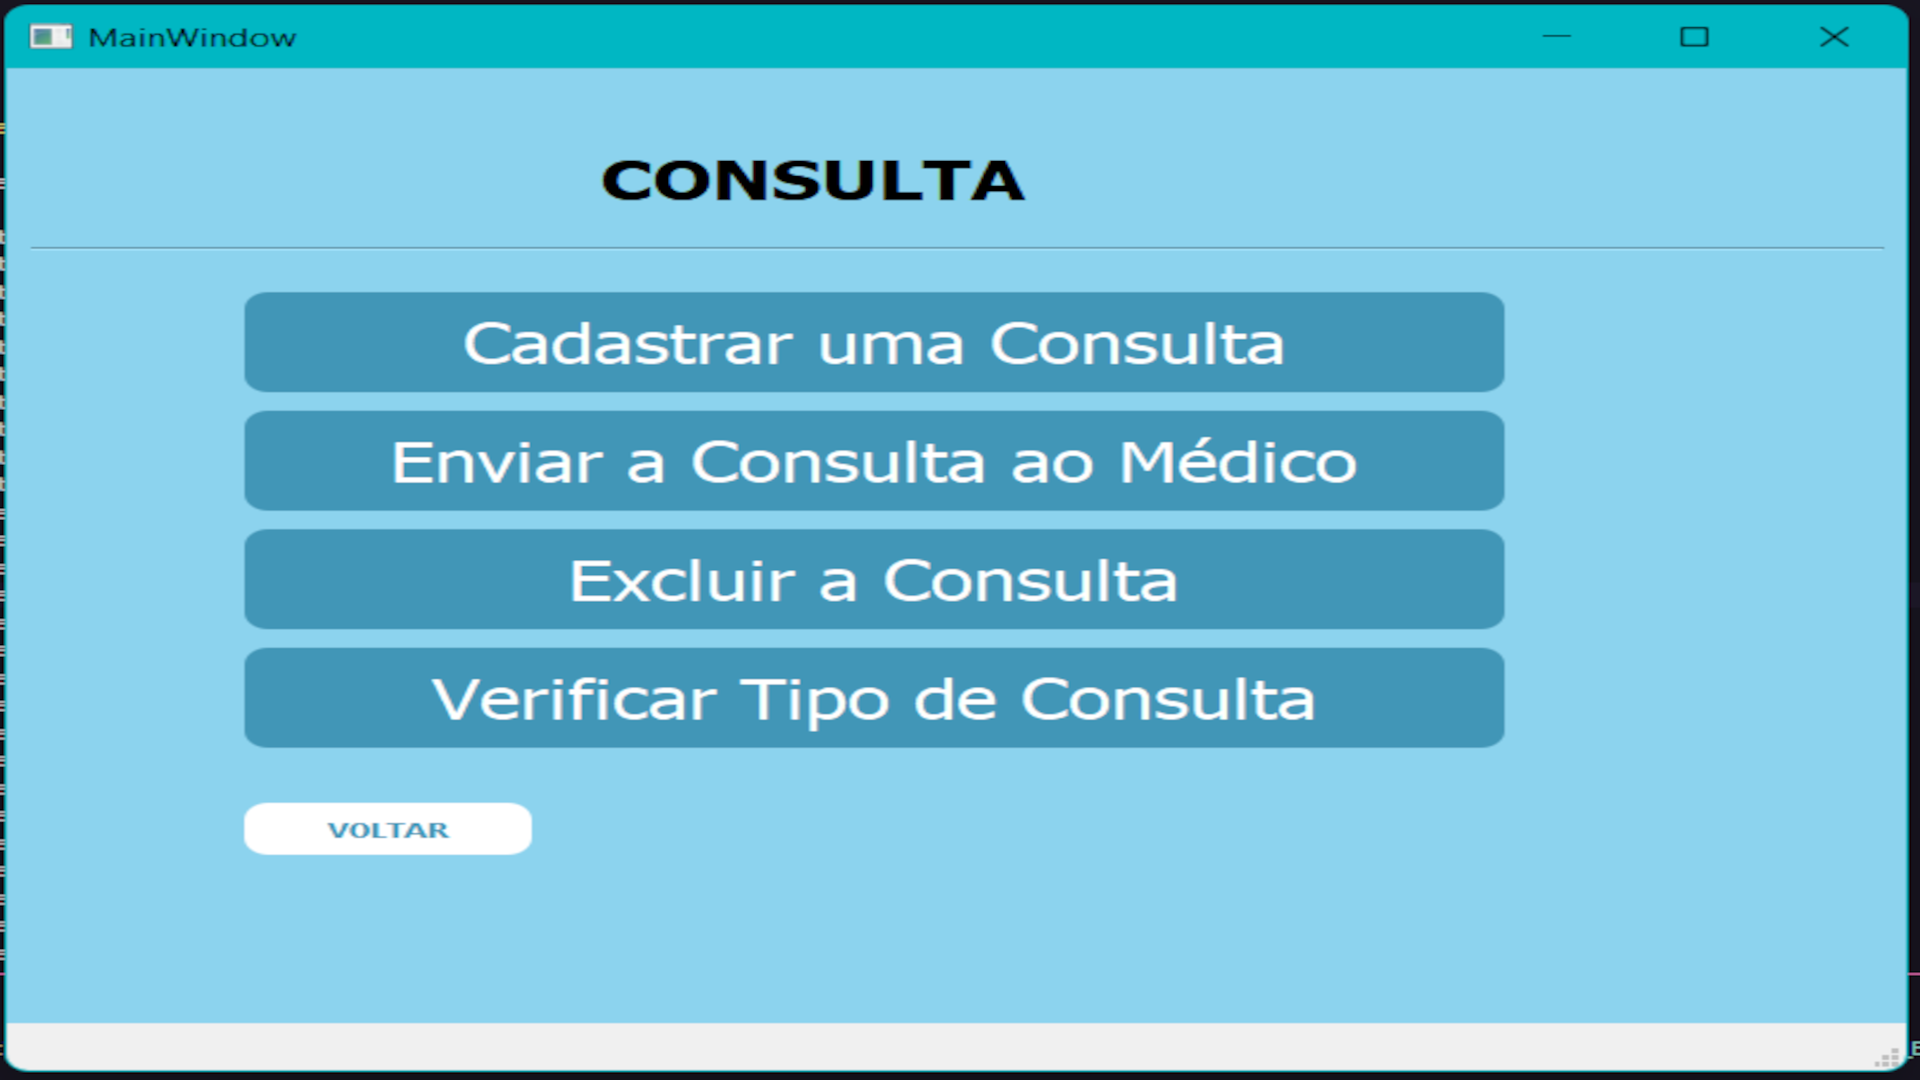 MainWindow
CONSULTA
Cadastrar uma Consulta
Enviar a Consulta ao Médico
Excluir a Consulta
Verificar Tipo de Consulta
VOLTAR